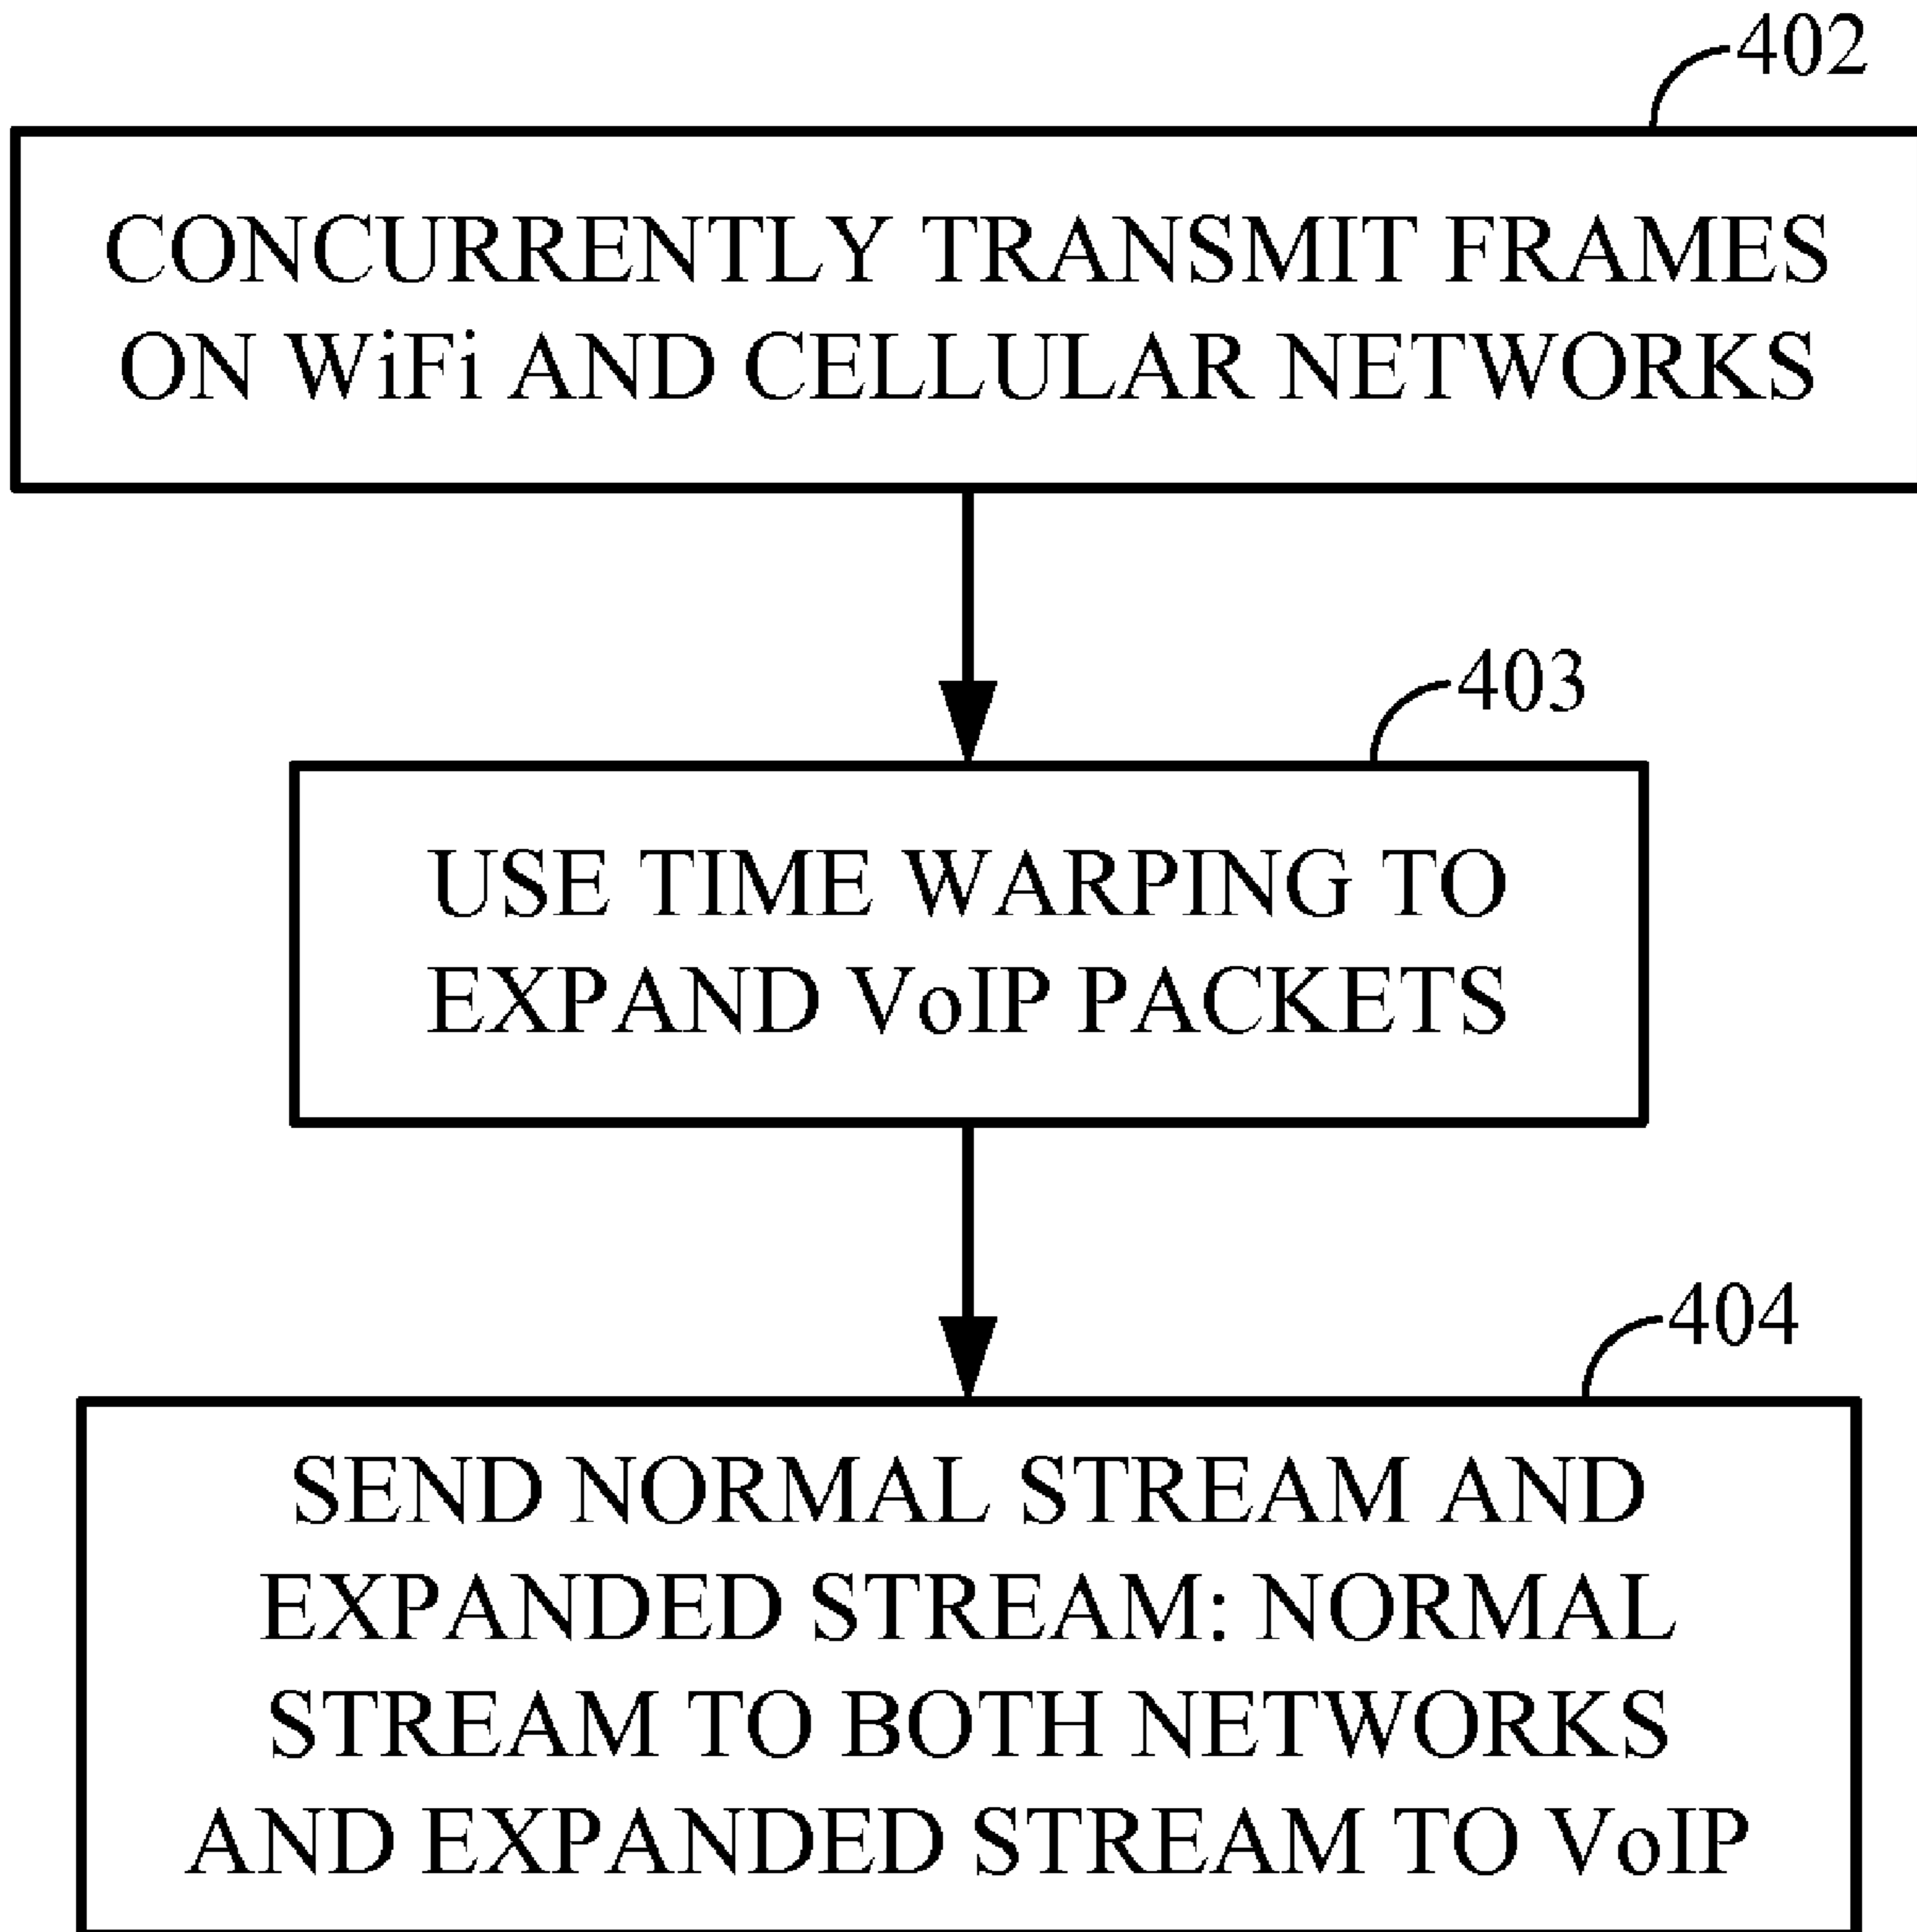 402
CONCURRENTLY TRANSMIT FRAMES
ON WiFi AND CELLULAR NETWORKS
403
USE TIME WARPING TO
EXPAND VoIP PACKETS
404
SEND NORMAL STREAM AND
EXPANDED STREAM: NORMAL
STREAM TO BOTH NETWORKS
AND EXPANDED STREAM TO VoIP